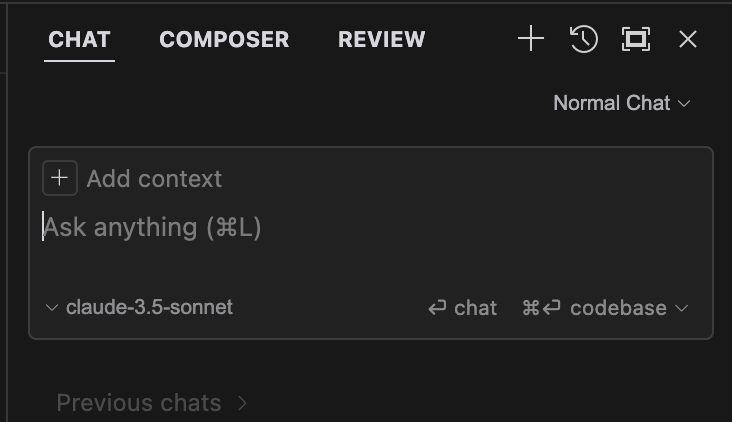 CHAT COMPOSER REVIEW
Normal Chat
Add context
Ask anything (⌘L)
claude-3.5-sonnet ⏎ chat ⌘⏎ codebase
Previous chats